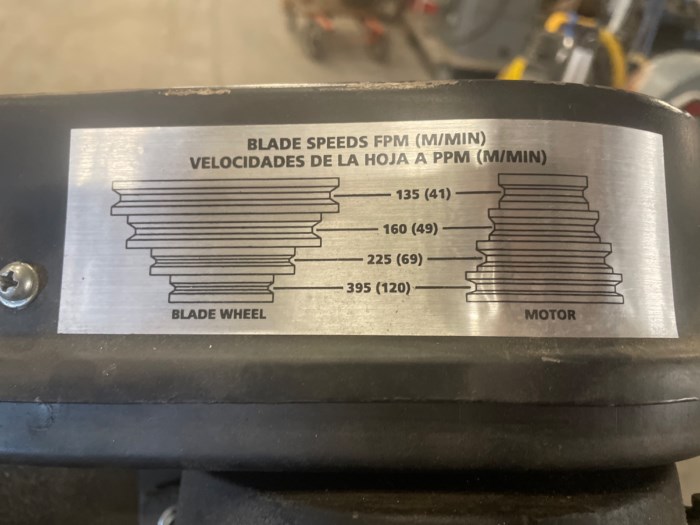 BLADE SPEEDS FPM (M/MIN)
VELOCIDADES DE LA HOJA A PPM (M/MIN)
135 (41)
160 (49)
225 (69)
395 (120)
BLADE WHEEL
MOTOR